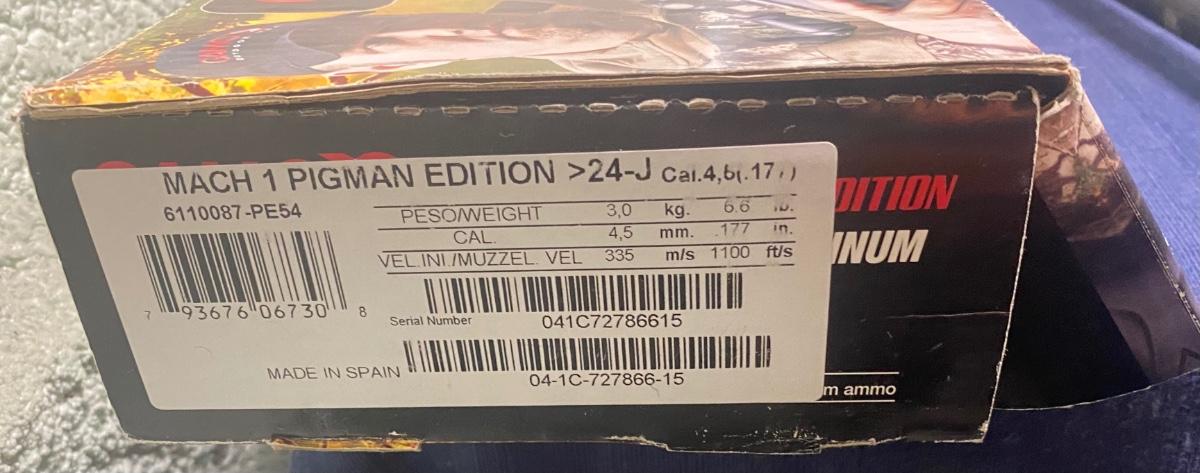 MACH 1 PIGMAN EDITION >24-J Cal.4,5(.177)
6110087-PE54
PESO/WEIGHT 3,0 kg. 6.6 lb.
CAL. 4,5 mm. .177 in.
VEL.INI./MUZZEL. VEL 335 m/s 1100 ft/s
7 93676 06730 8
Serial Number 041C72786615
MADE IN SPAIN 04-1C-727866-15
DITION
INUM
m ammo